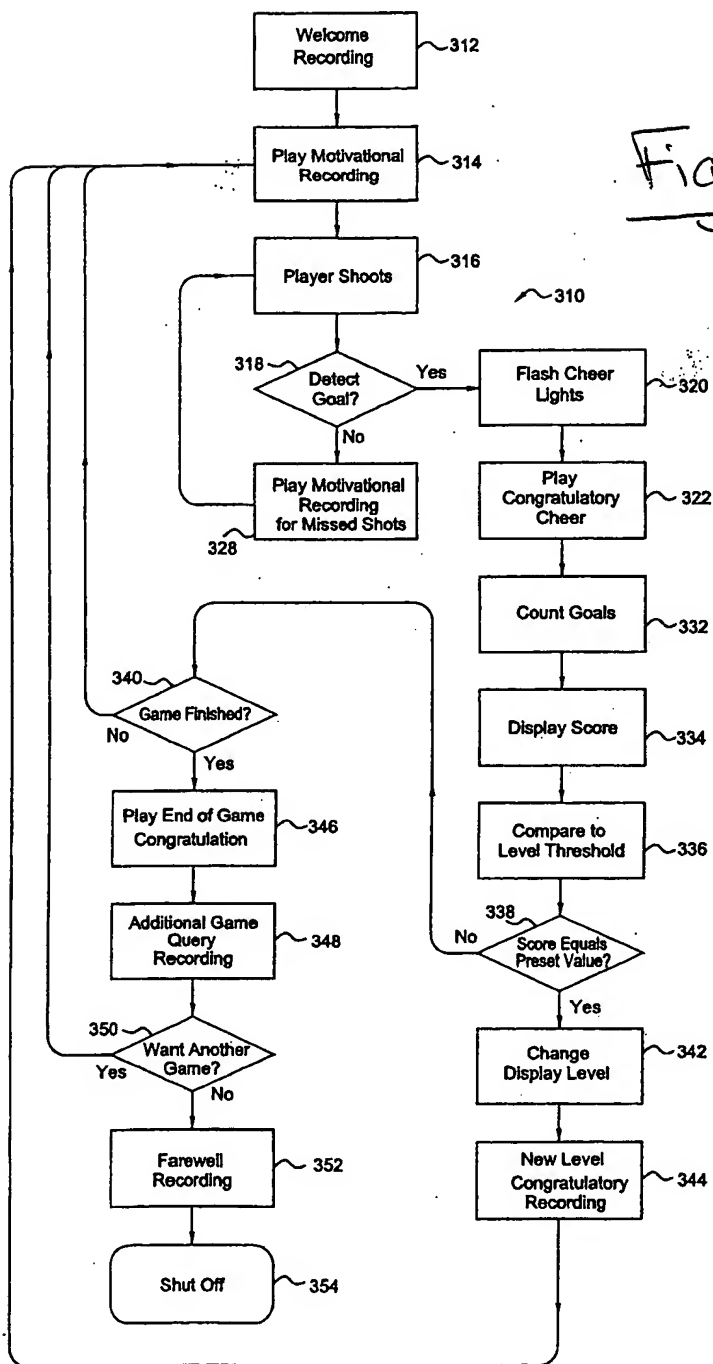 Welcome
Recording
312
Play Motivational
Recording
314
Player Shoots
316
310
318
Detect
Goal?
Yes
No
Flash Cheer
Lights
320
Play Motivational
Recording
for Missed Shots
328
Play
Congratulatory
Cheer
322
Count Goals
332
Display Score
334
Compare to
Level Threshold
336
338
Score Equals
Preset Value?
No
Yes
340
Game Finished?
No
Yes
Play End of Game
Congratulation
346
Additional Game
Query
Recording
348
350
Want Another
Game?
Yes
No
Change
Display Level
342
New Level
Congratulatory
Recording
344
Farewell
Recording
352
Shut Off
354